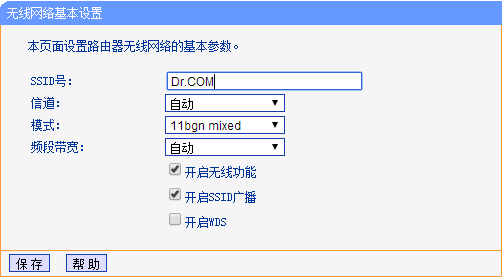 无线网络基本设置
本页面设置路由器无线网络的基本参数。
SSID号： Dr.COM
信道： 自动
模式： 11bgn mixed
频段带宽： 自动
开启无线功能
开启SSID广播
开启WDS
保存 帮助